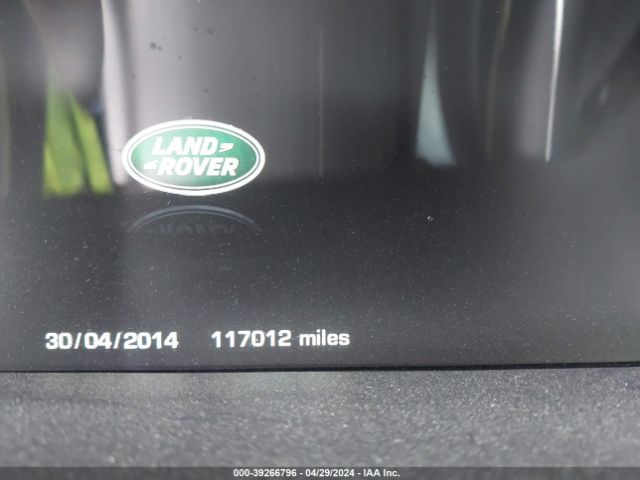 LAND
ROVER
30/04/2014 117012 miles
000-39266796 - 04/29/2024 - IAA Inc.